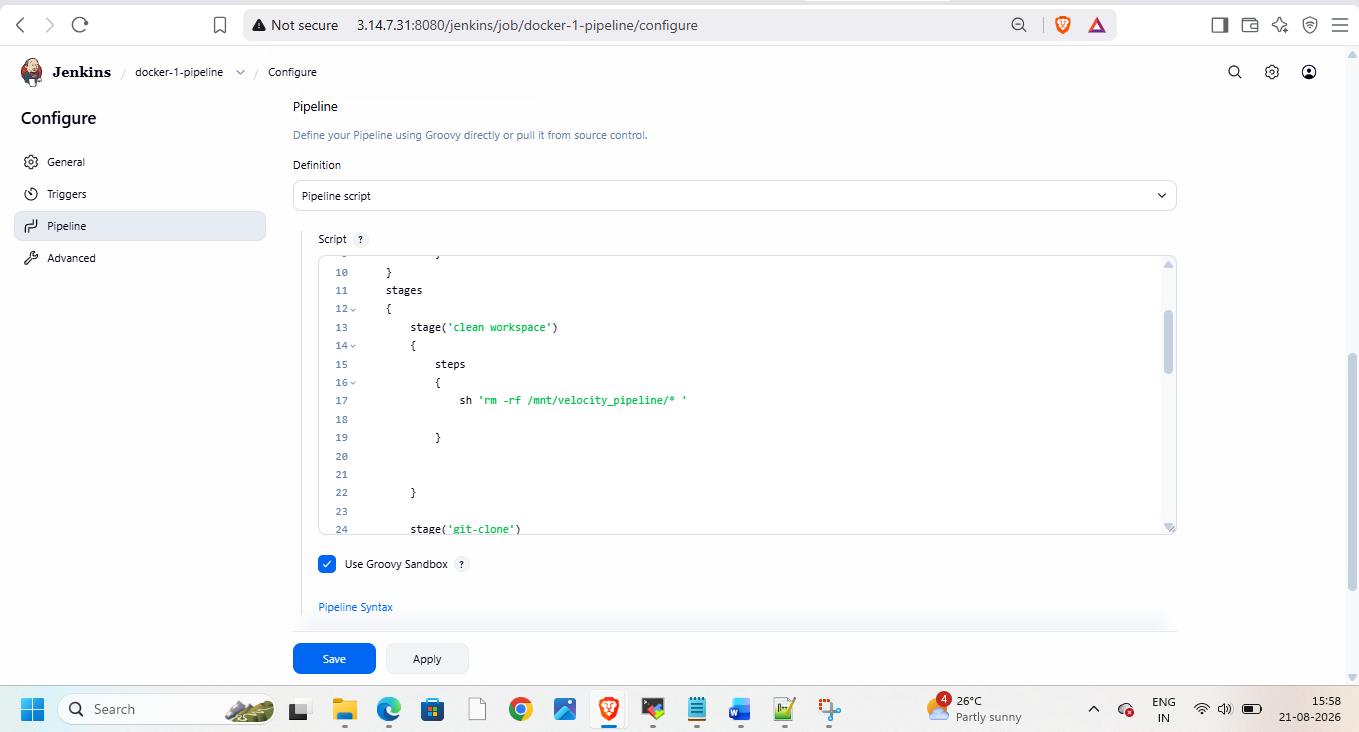 Not secure 3.14.7.31:8080/jenkins/job/docker-1-pipeline/configure
Jenkins / docker-1-pipeline / Configure
Configure
General
Triggers
Pipeline
Advanced
Pipeline
Define your Pipeline using Groovy directly or pull it from source control.
Definition
Pipeline script
Script ?
10 }
11 stages
12 {
13 stage('clean workspace')
14 {
15 steps
16 {
17 sh 'rm -rf /mnt/velocity_pipeline/* '
18
19 }
20
21
22 }
23
24 stage('git-clone')
Use Groovy Sandbox ?
Pipeline Syntax
Save Apply
Search
4
26°C
Partly sunny
ENG
IN
15:58
21-08-2026